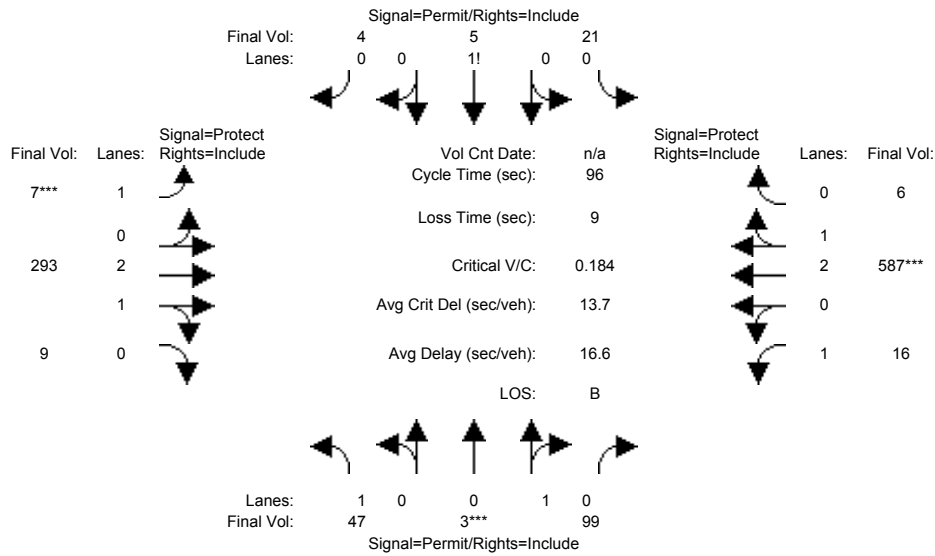 Signal=Permit/Rights=Include
Final Vol: 4 5 21
Lanes: 0 0 1! 0 0
Signal=Protect Signal=Protect
Final Vol: Lanes: Rights=Include Vol Cnt Date: n/a Rights=Include Lanes: Final Vol:
Cycle Time (sec): 96
7*** 1 0 6
Loss Time (sec): 9
0 1
293 2 Critical V/C: 0.184 2 587***
1 Avg Crit Del (sec/veh): 13.7 0
9 0 Avg Delay (sec/veh): 16.6 1 16
LOS: B
Lanes: 1 0 0 1 0
Final Vol: 47 3*** 99
Signal=Permit/Rights=Include